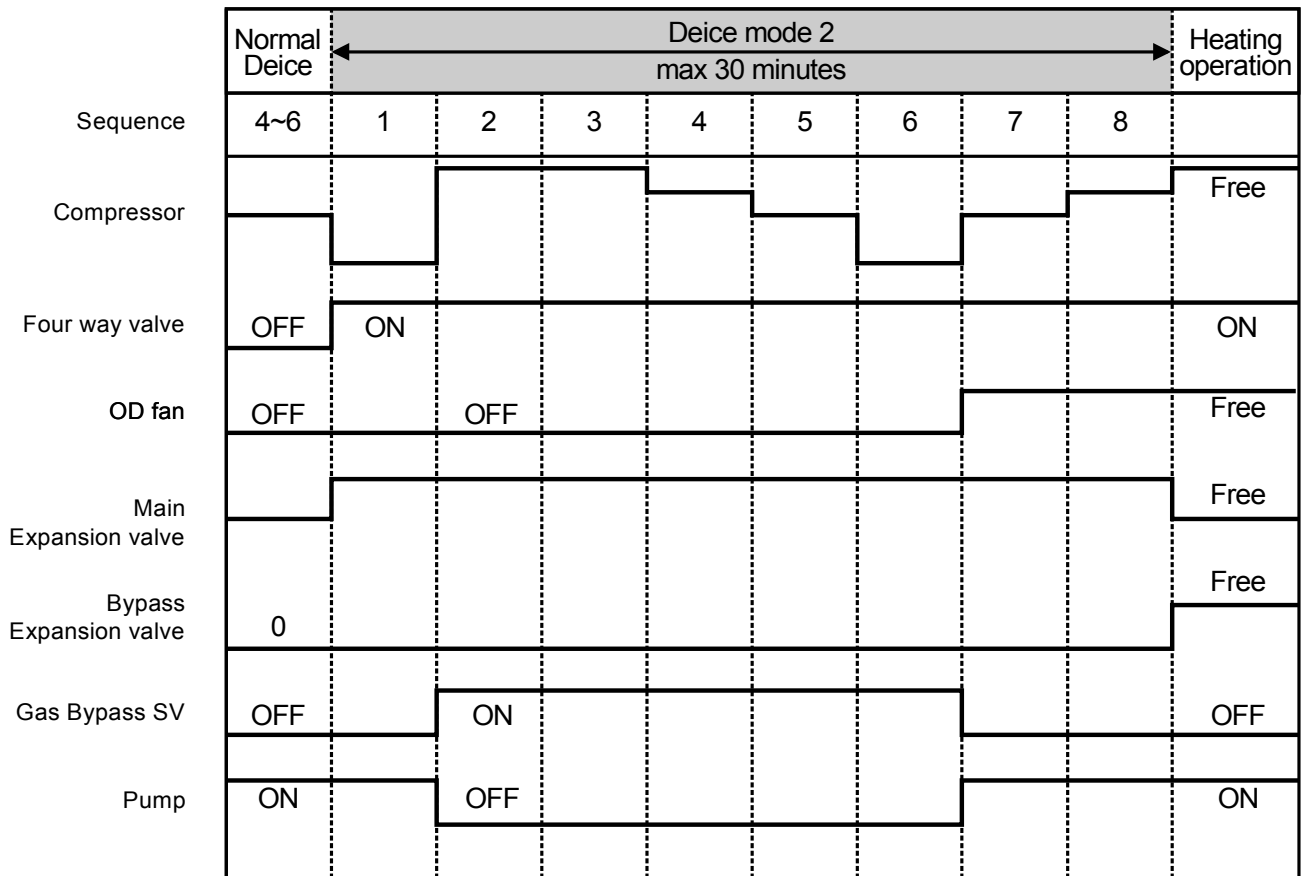 Normal
Deice
Deice mode 2
max 30 minutes
Heating
operation
Sequence 4~6 1 2 3 4 5 6 7 8
Compressor Free
Four way valve OFF ON ON
OD fan OFF OFF Free
Main
Expansion valve
Free
Bypass
Expansion valve
0 Free
Gas Bypass SV OFF ON OFF
Pump ON OFF ON